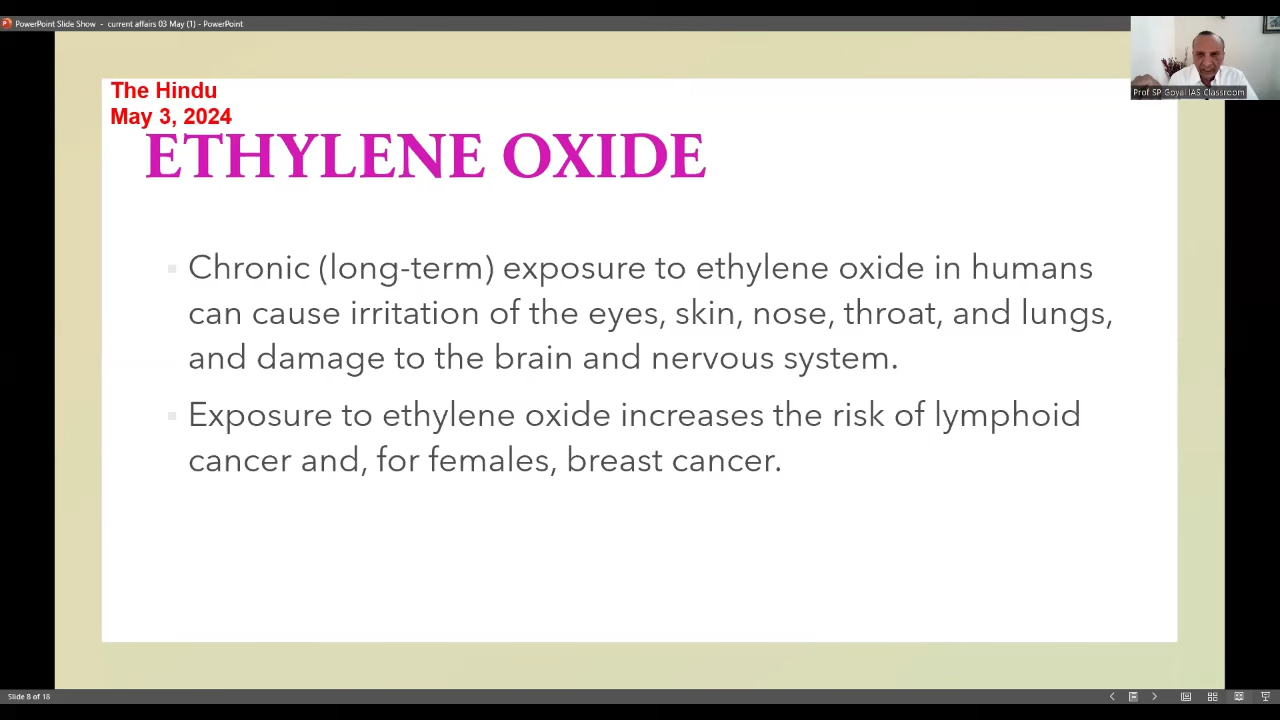 PowerPoint Slide Show - current affairs 03 May (1) - PowerPoint
Prof SP Goyal IAS Classroom
The Hindu
May 3, 2024
ETHYLENE OXIDE
Chronic (long-term) exposure to ethylene oxide in humans
can cause irritation of the eyes, skin, nose, throat, and lungs,
and damage to the brain and nervous system.
Exposure to ethylene oxide increases the risk of lymphoid
cancer and, for females, breast cancer.
Slide 8 of 18